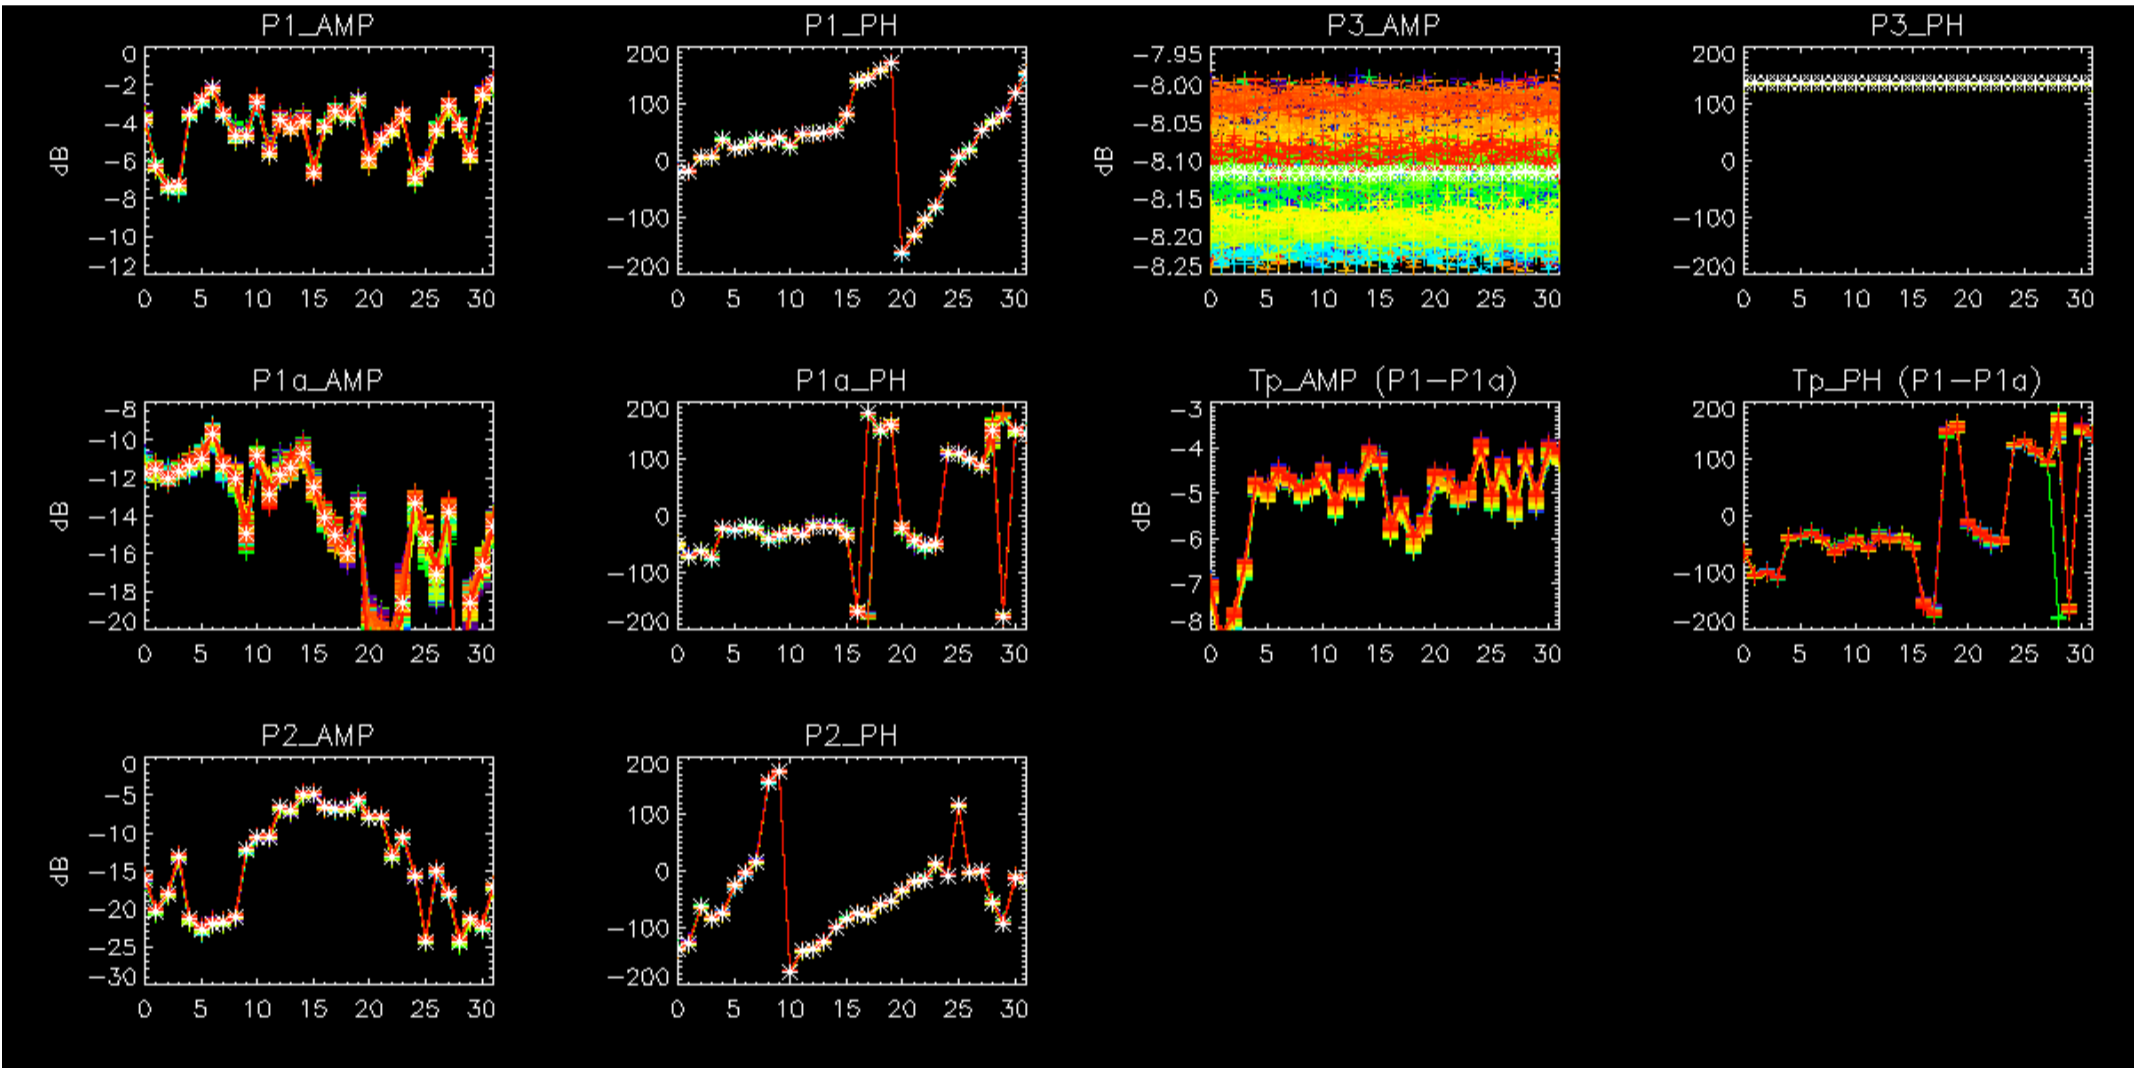 P1_AMP
0
−2
−4
−6
−8
−10
−12
dB
0 5 10 15 20 25 30
P1_PH
200
100
0
−100
−200
0 5 10 15 20 25 30
P3_AMP
−7.95
−8.00
−8.05
−8.10
−8.15
−8.20
−8.25
dB
0 5 10 15 20 25 30
P3_PH
200
100
0
−100
−200
0 5 10 15 20 25 30
P1a_AMP
−8
−10
−12
−14
−16
−18
−20
dB
0 5 10 15 20 25 30
P1a_PH
200
100
0
−100
−200
0 5 10 15 20 25 30
Tp_AMP (P1−P1a)
−3
−4
−5
−6
−7
−8
dB
0 5 10 15 20 25 30
Tp_PH (P1−P1a)
200
100
0
−100
−200
0 5 10 15 20 25 30
P2_AMP
0
−5
−10
−15
−20
−25
−30
dB
0 5 10 15 20 25 30
P2_PH
200
100
0
−100
−200
0 5 10 15 20 25 30